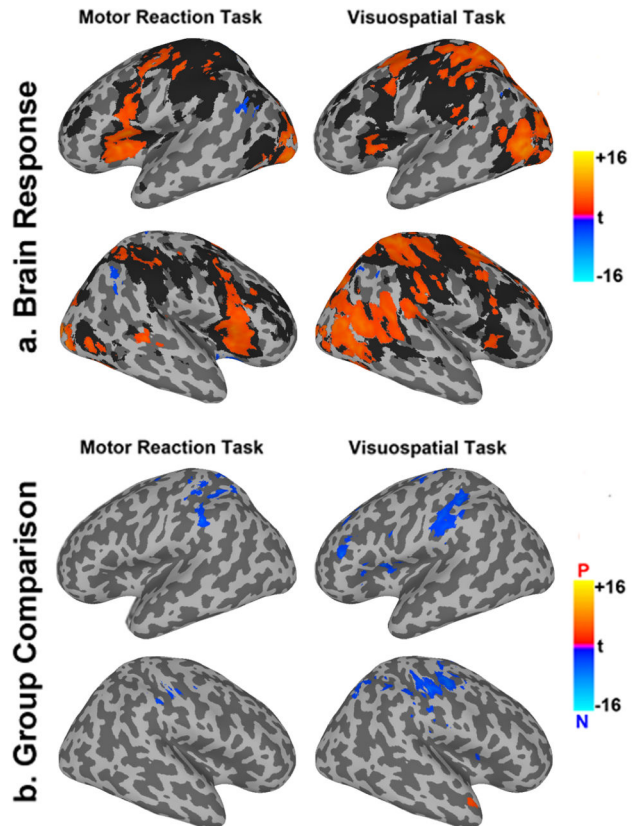 Motor Reaction Task
Visuospatial Task
a. Brain Response
+16
t
-16
Motor Reaction Task
Visuospatial Task
b. Group Comparison
P
+16
t
-16
N